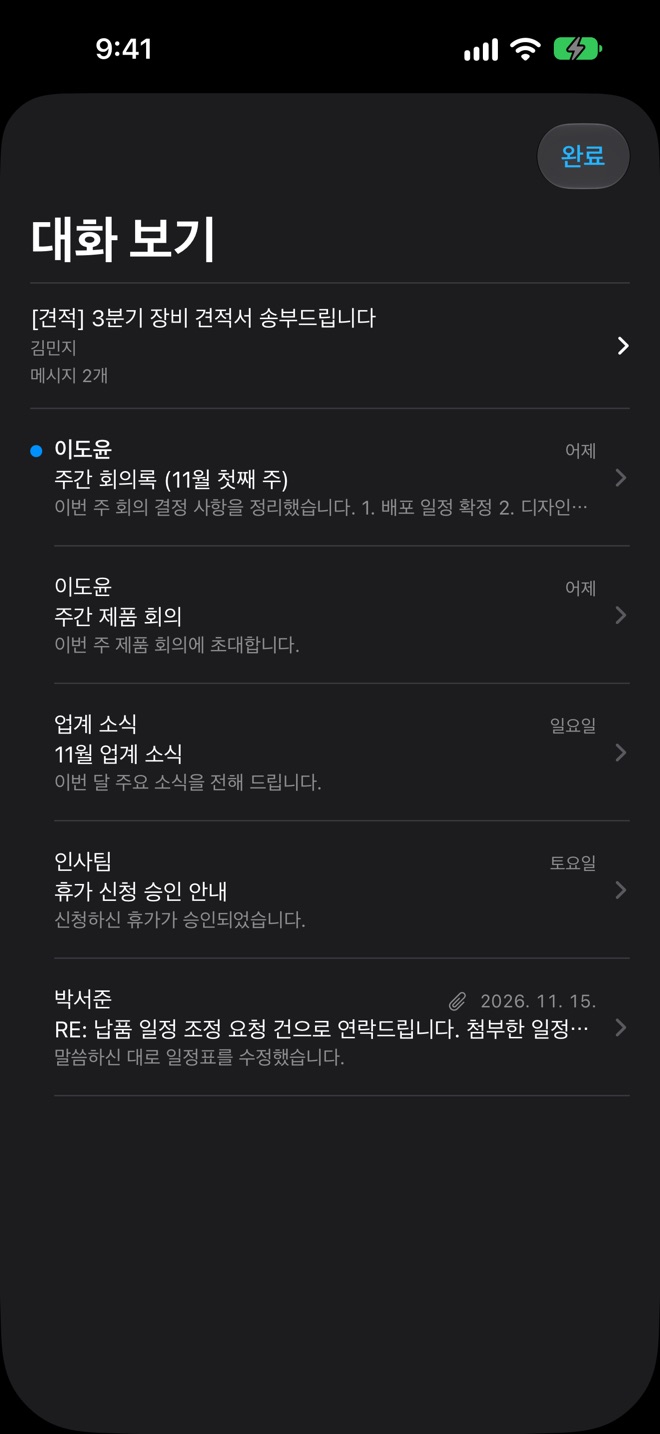 9:41
완료
대화 보기
[견적] 3분기 장비 견적서 송부드립니다
김민지
메시지 2개
이도윤
어제
주간 회의록 (11월 첫째 주)
이번 주 회의 결정 사항을 정리했습니다. 1. 배포 일정 확정 2. 디자인…
이도윤
어제
주간 제품 회의
이번 주 제품 회의에 초대합니다.
업계 소식
일요일
11월 업계 소식
이번 달 주요 소식을 전해 드립니다.
인사팀
토요일
휴가 신청 승인 안내
신청하신 휴가가 승인되었습니다.
박서준
2026. 11. 15.
RE: 납품 일정 조정 요청 건으로 연락드립니다. 첨부한 일정…
말씀하신 대로 일정표를 수정했습니다.